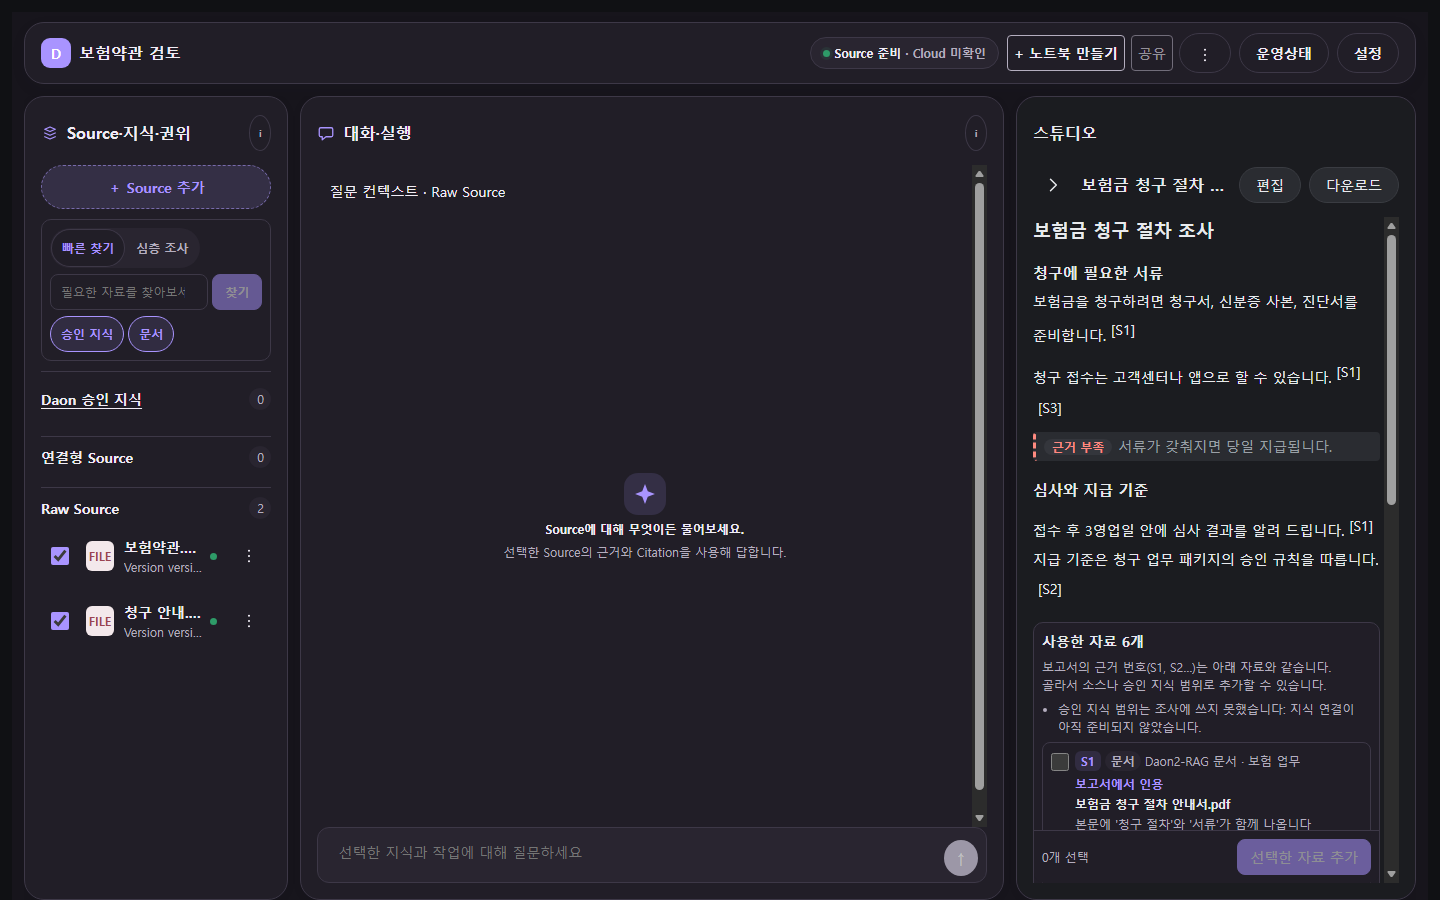 D 보험약관 검토
Source 준비 · Cloud 미확인
+ 노트북 만들기
공유
⋮
운영상태
설정
Source·지식·권위
i
+ Source 추가
빠른 찾기
심층 조사
필요한 자료를 찾아보
찾기
승인 지식
문서
Daon 승인 지식 0
연결형 Source 0
Raw Source 2
FILE 보험약관....
Version versi...
⋮
FILE 청구 안내....
Version versi...
⋮
대화·실행
i
질문 컨텍스트 · Raw Source
Source에 대해 무엇이든 물어보세요.
선택한 Source의 근거와 Citation을 사용해 답합니다.
선택한 지식과 작업에 대해 질문하세요
↑
스튜디오
보험금 청구 절차 ...
편집
다운로드
보험금 청구 절차 조사
청구에 필요한 서류
보험금을 청구하려면 청구서, 신분증 사본, 진단서를
준비합니다. [S1]
청구 접수는 고객센터나 앱으로 할 수 있습니다. [S1]
[S3]
근거 부족 서류가 갖춰지면 당일 지급됩니다.
심사와 지급 기준
접수 후 3영업일 안에 심사 결과를 알려 드립니다. [S1]
지급 기준은 청구 업무 패키지의 승인 규칙을 따릅니다.
[S2]
사용한 자료 6개
보고서의 근거 번호(S1, S2...)는 아래 자료와 같습니다.
골라서 소스나 승인 지식 범위로 추가할 수 있습니다.
• 승인 지식 범위는 조사에 쓰지 못했습니다: 지식 연결이
아직 준비되지 않았습니다.
S1 문서 Daon2-RAG 문서 · 보험 업무
보고서에서 인용
보험금 청구 절차 안내서.pdf
본문에 '청구 절차'와 '서류'가 함께 나옵니다
0개 선택
선택한 자료 추가